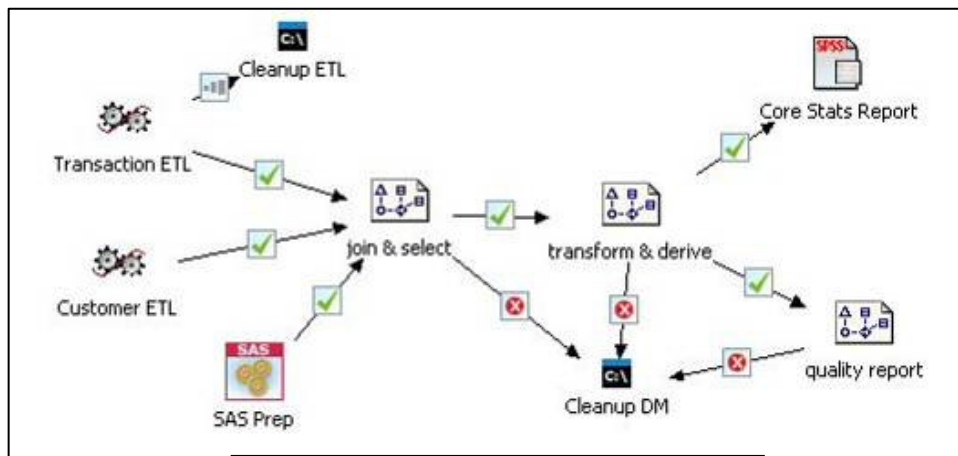 C:\
Cleanup ETL
SPSS
Core Stats Report
Transaction ETL
join & select
transform & derive
Customer ETL
SAS
SAS Prep
C:\
Cleanup DM
quality report